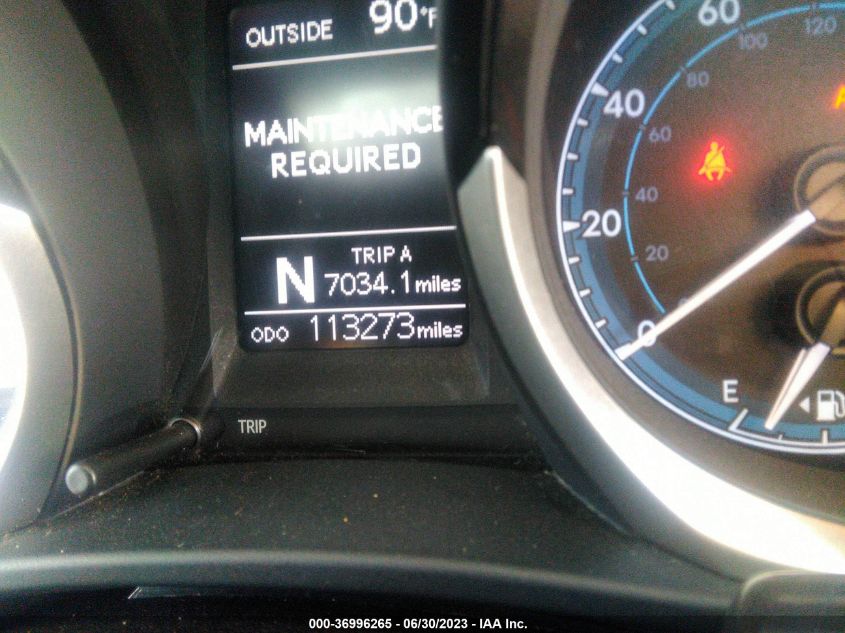 OUTSIDE 90°F
MAINTENANCE
REQUIRED
TRIP A
N 7034.1 miles
ODO 113273 miles
TRIP
60
40
20
0
120
100
80
60
40
20
E
000-36996265 - 06/30/2023 - IAA Inc.